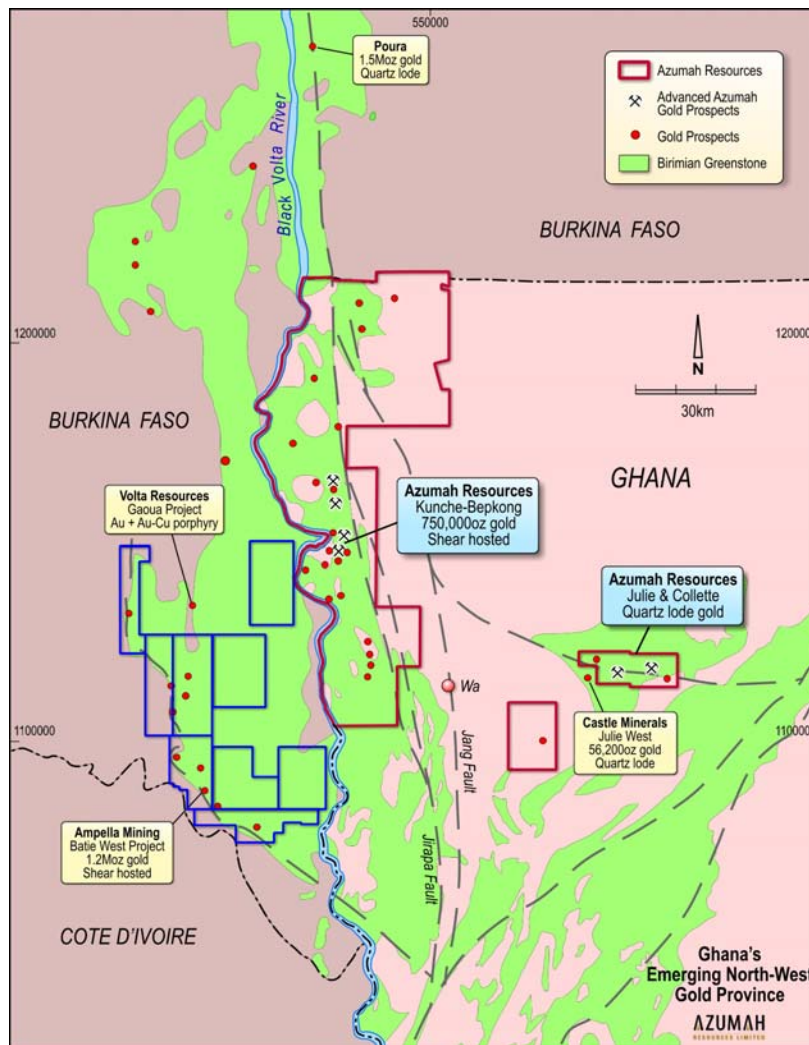 550000
Poura
1.5Moz gold
Quartz lode
Black Volta River
Azumah Resources
Advanced Azumah
Gold Prospects
Gold Prospects
Birimian Greenstone
BURKINA FASO
1200000
120000
N
30km
BURKINA FASO
GHANA
Volta Resources
Gaoua Project
Au + Au-Cu porphyry
Azumah Resources
Kunche-Bepkong
750,000oz gold
Shear hosted
Azumah Resources
Julie & Collette
Quartz lode gold
Wa
Castle Minerals
Julie West
56,200oz gold
Quartz lode
1100000
110000
Jang Fault
Jirapa Fault
Ampella Mining
Batie West Project
1.2Moz gold
Shear hosted
COTE D'IVOIRE
Ghana's
Emerging North-West
Gold Province
AZUMAH
RESOURCES LIMITED